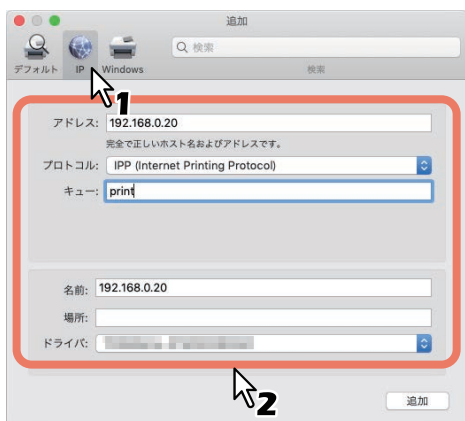 追加
検索
デフォルト IP Windows 検索
1
アドレス: 192.168.0.20
完全で正しいホスト名およびアドレスです。
プロトコル: IPP (Internet Printing Protocol)
キュー: print
名前: 192.168.0.20
場所:
ドライバ:
2
追加